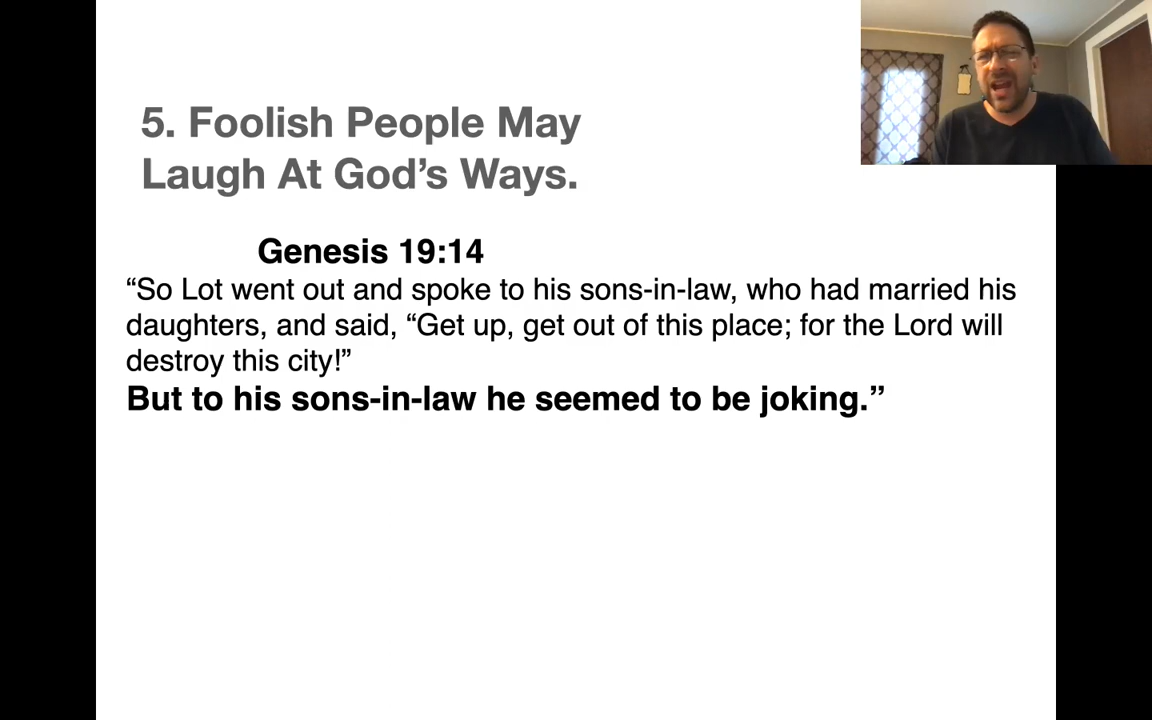 5. Foolish People May
Laugh At God’s Ways.
Genesis 19:14
“So Lot went out and spoke to his sons-in-law, who had married his
daughters, and said, “Get up, get out of this place; for the Lord will
destroy this city!”
But to his sons-in-law he seemed to be joking.”